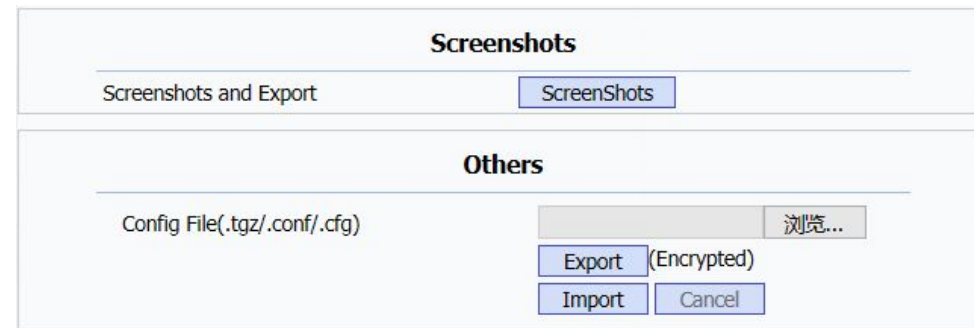 Screenshots
Screenshots and Export ScreenShots
Others
Config File(.tgz/.conf/.cfg) 浏览...
Export (Encrypted)
Import Cancel